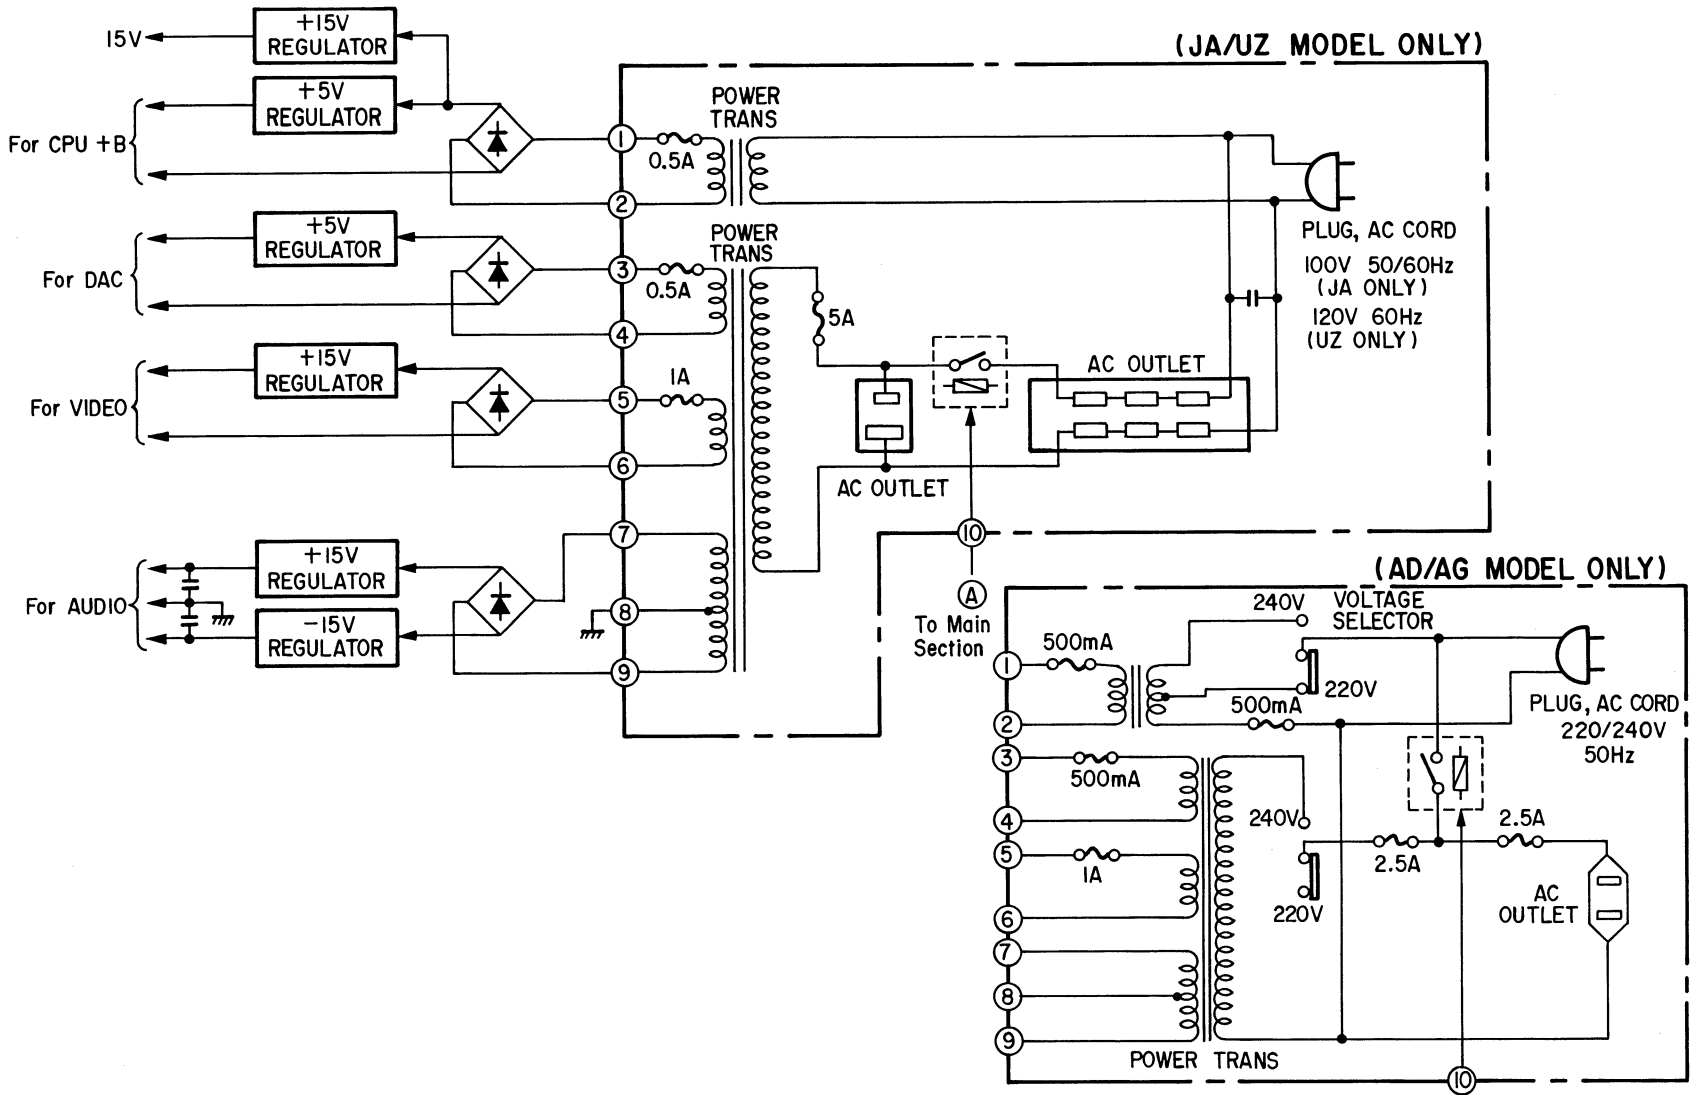 15V
+15V
REGULATOR
+5V
REGULATOR
For CPU +B
+5V
REGULATOR
For DAC
+15V
REGULATOR
For VIDEO
+15V
REGULATOR
-15V
REGULATOR
For AUDIO
(JA/UZ MODEL ONLY)
POWER
TRANS
1
0.5A
2
POWER
TRANS
3
0.5A
4
1A
5
6
7
8
9
5A
AC OUTLET
AC OUTLET
PLUG, AC CORD
100V 50/60Hz
(JA ONLY)
120V 60Hz
(UZ ONLY)
10
A
To Main
Section
(AD/AG MODEL ONLY)
240V
VOLTAGE
SELECTOR
500mA
1
220V
500mA
2
PLUG, AC CORD
220/240V
50Hz
3
500mA
4
240V
2.5A
2.5A
5
1A
220V
AC
OUTLET
6
7
8
9
POWER TRANS
10